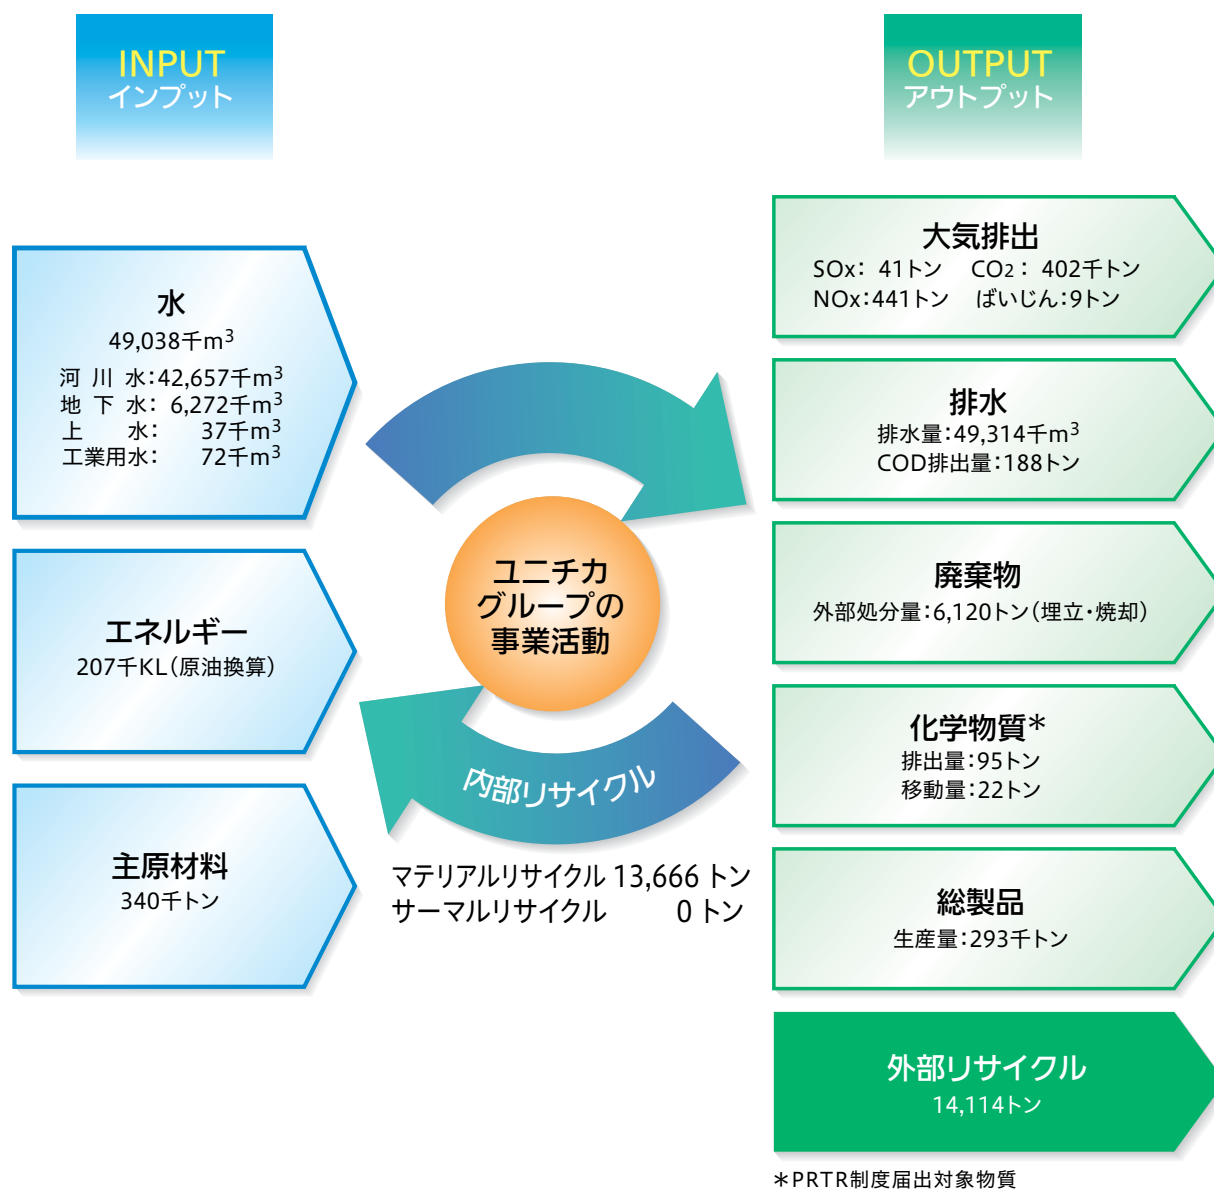 INPUT
インプット
水
49,038千m³
河川水:42,657千m³
地下水: 6,272千m³
上水: 37千m³
工業用水: 72千m³
エネルギー
207千KL(原油換算)
主原材料
340千トン
ユニチカ
グループの
事業活動
内部リサイクル
マテリアルリサイクル 13,666 トン
サーマルリサイクル 0 トン
OUTPUT
アウトプット
大気排出
SOx: 41トン CO₂: 402千トン
NOx:441トン ばいじん:9トン
排水
排水量:49,314千m³
COD排出量:188トン
廃棄物
外部処分量:6,120トン(埋立・焼却)
化学物質*
排出量:95トン
移動量:22トン
総製品
生産量:293千トン
外部リサイクル
14,114トン
*PRTR制度届出対象物質